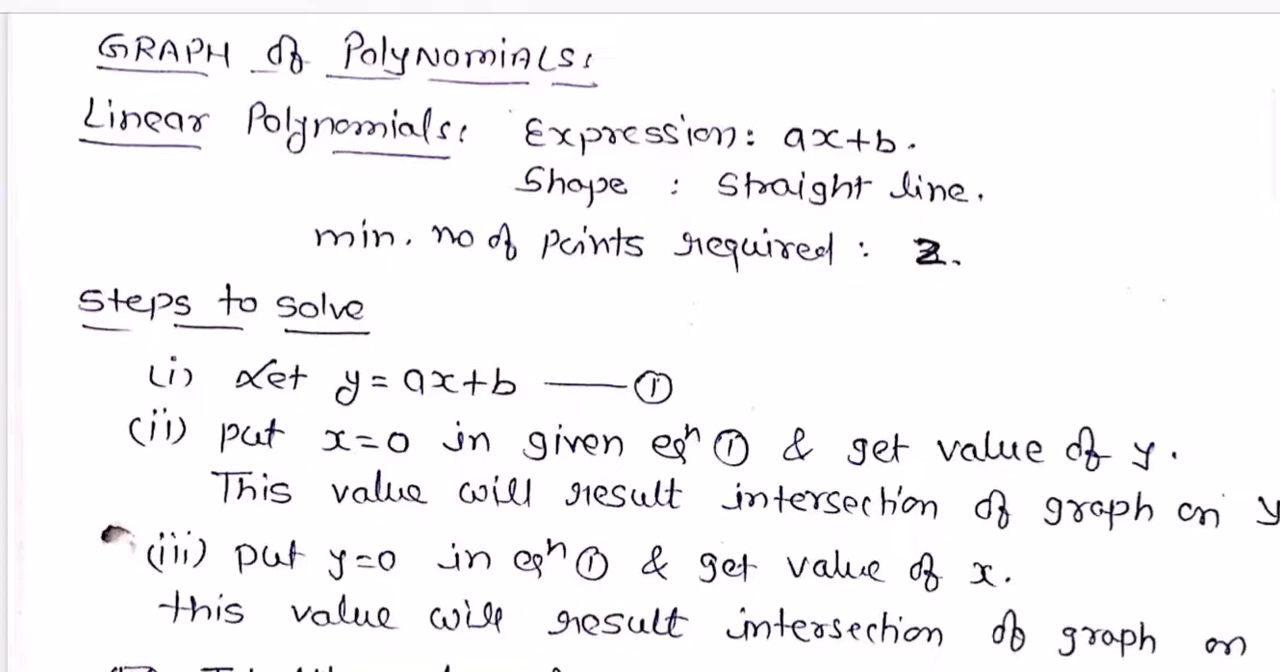 GRAPH of Polynomials:
Linear Polynomials: Expression: ax+b.
Shape : Straight line.
min. no of points required : 2.
Steps to solve
(i) Let y = ax+b —— ①
(ii) put x=0 in given eqⁿ ① & get value of y.
This value will result intersection of graph on y
(iii) put y=0 in eqⁿ ① & get value of x.
this value will result intersection of graph on